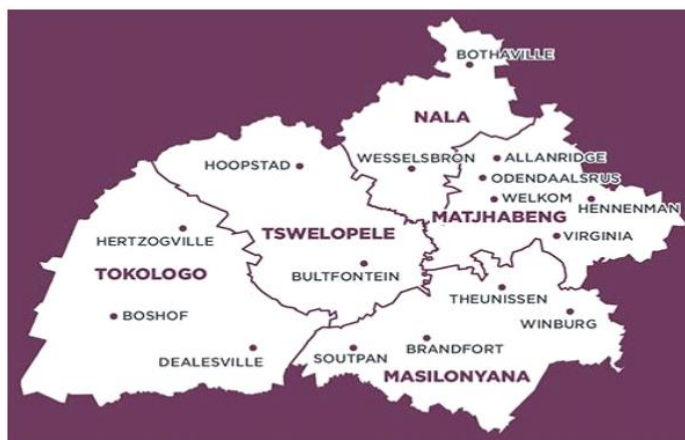 BOTHAVILLE
NALA
HOOPSTAD
WESSELSBRON
ALLANRIDGE
ODENDAALSRUS
WELKOM
HENNENMAN
MATJHABENG
HERTZOGVILLE
TSWELOPELE
VIRGINIA
TOKOLOGO
BULTFONTEIN
THEUNISSEN
BOSHOF
WINBURG
DEALESVILLE
SOUTPAN
BRANDFORT
MASILONYANA